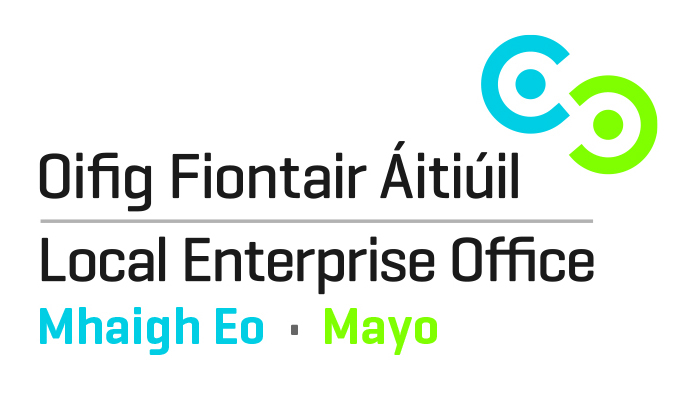 Oifig Fiontair Áitiúil
Local Enterprise Office
Mhaigh Eo · Mayo